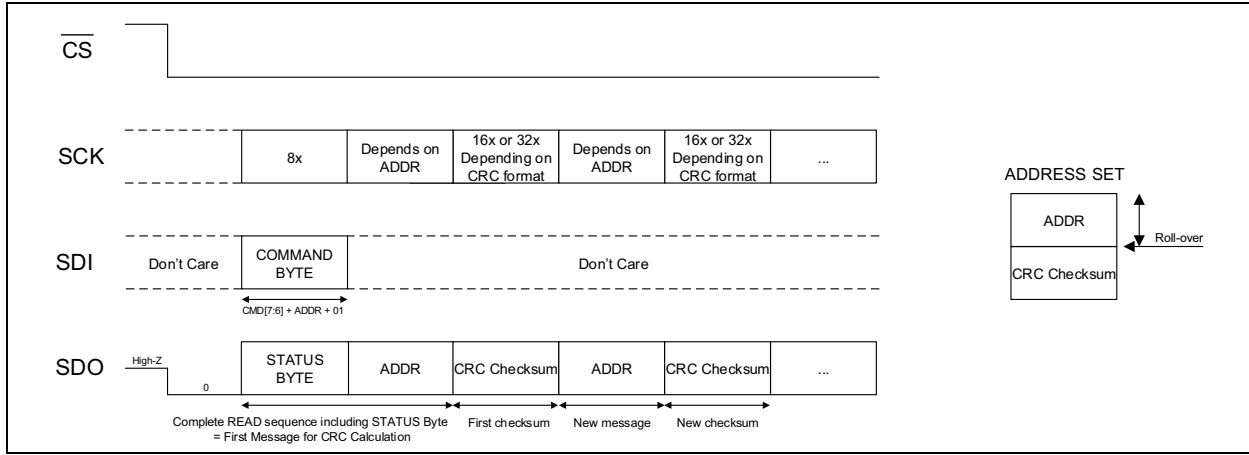 CS
SCK
8x
Depends on
ADDR
16x or 32x
Depending on
CRC format
Depends on
ADDR
16x or 32x
Depending on
CRC format
...
SDI
Don't Care
COMMAND
BYTE
Don't Care
CMD[7:6] + ADDR + 01
SDO
High-Z
0
STATUS
BYTE
ADDR
CRC Checksum
ADDR
CRC Checksum
...
Complete READ sequence including STATUS Byte
= First Message for CRC Calculation
First checksum
New message
New checksum
ADDRESS SET
ADDR
Roll-over
CRC Checksum